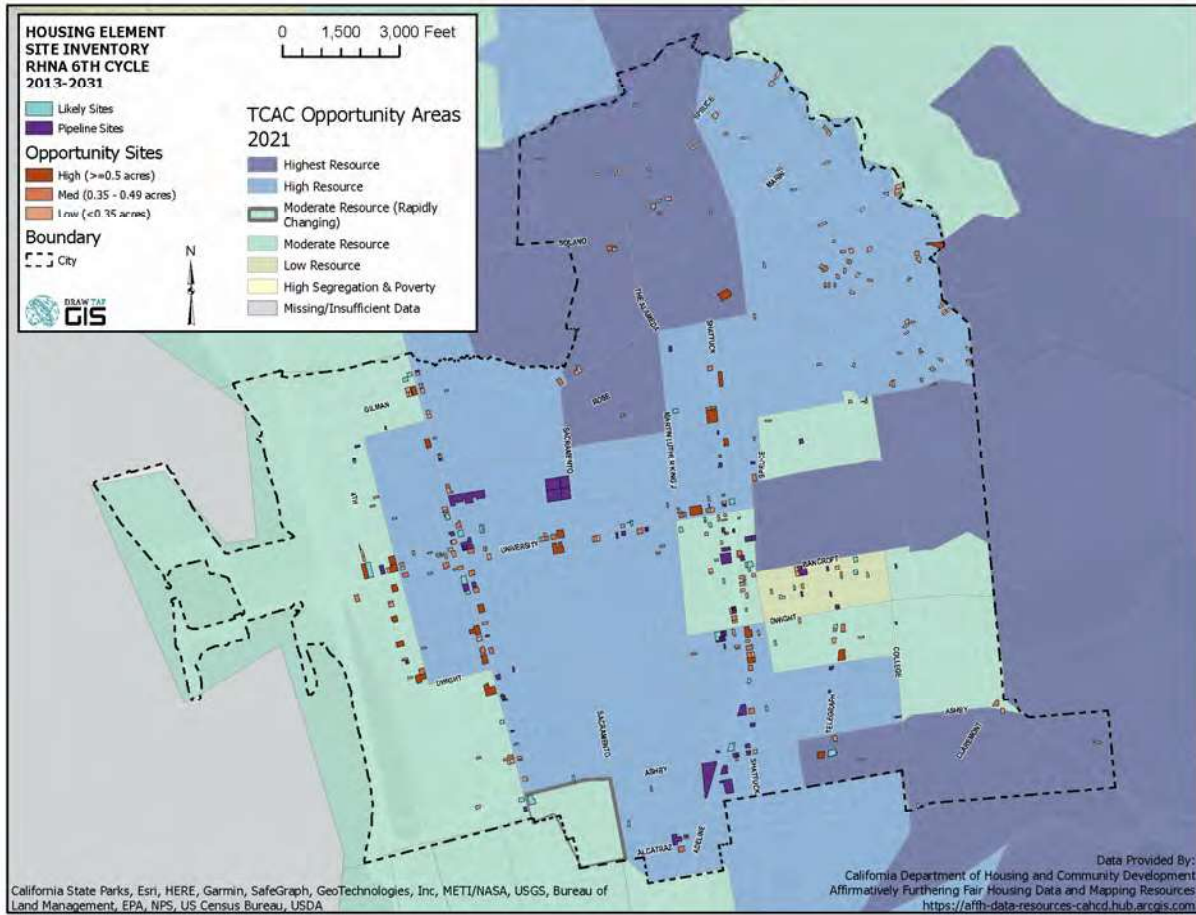 HOUSING ELEMENT
SITE INVENTORY
RHNA 6TH CYCLE
2013-2031
Likely Sites
Pipeline Sites
Opportunity Sites
High (>=0.5 acres)
Med (0.35 - 0.49 acres)
Low (<0.35 acres)
Boundary
City
DRAW TAP
GIS
N
0 1,500 3,000 Feet
TCAC Opportunity Areas
2021
Highest Resource
High Resource
Moderate Resource (Rapidly
Changing)
Moderate Resource
Low Resource
High Segregation & Poverty
Missing/Insufficient Data
SPRUCE
MARIN
SOLANO
THE ALAMEDA
SHATTUCK
ROSE
GILMAN
SACRAMENTO
MARTIN LUTHER KING J
SPRUCE
6TH
UNIVERSITY
BANCROFT
DWIGHT
DWIGHT
COLLEGE
SACRAMENTO
TELEGRAPH
ASHBY
CLAREMONT
ASHBY
SHATTUCK
ALCATRAZ
ADELINE
California State Parks, Esri, HERE, Garmin, SafeGraph, GeoTechnologies, Inc, METI/NASA, USGS, Bureau of
Land Management, EPA, NPS, US Census Bureau, USDA
Data Provided By:
California Department of Housing and Community Development
Affirmatively Furthering Fair Housing Data and Mapping Resources
https://affh-data-resources-cahcd.hub.arcgis.com